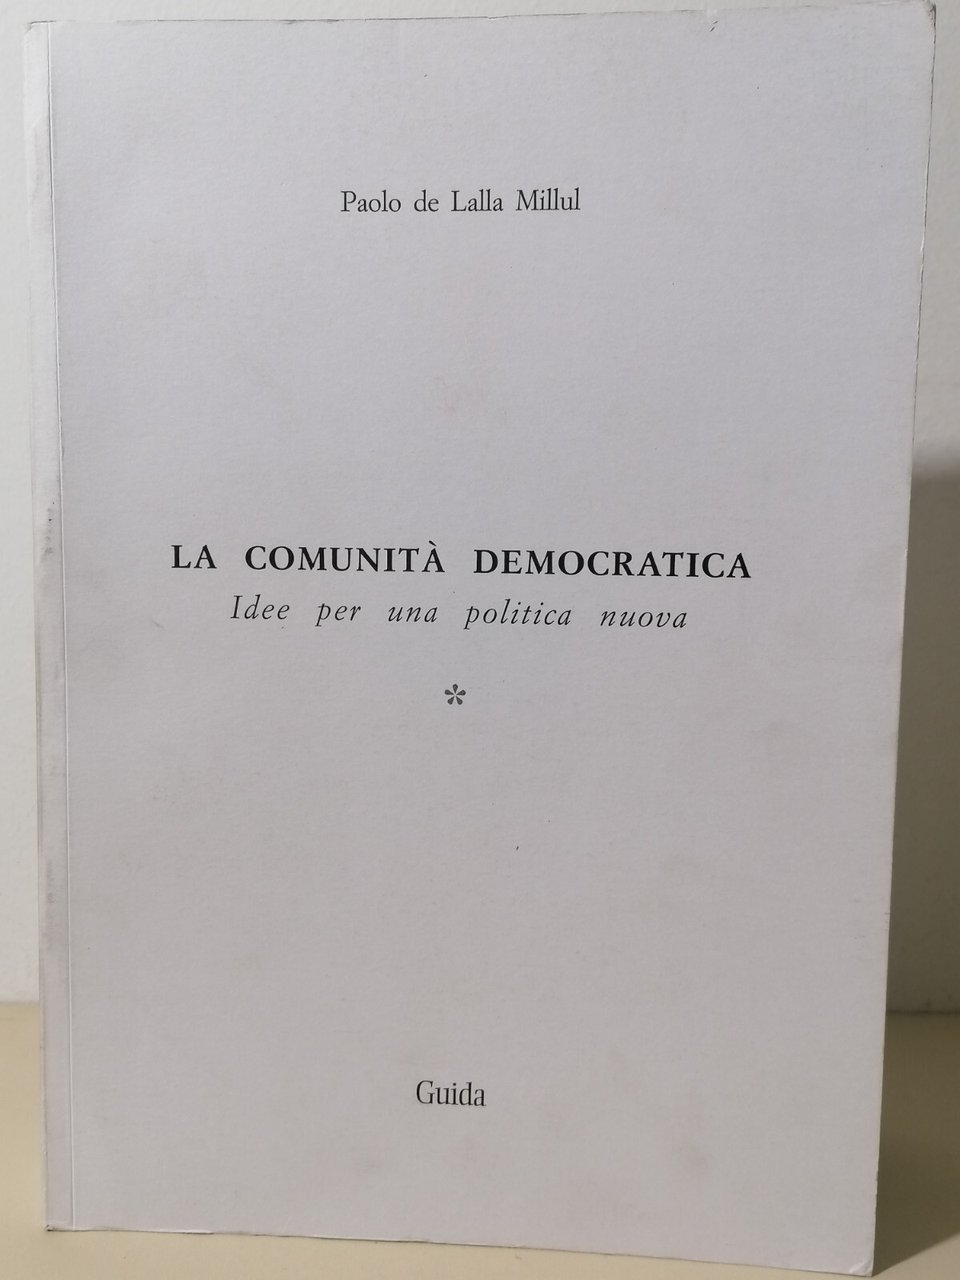 Paolo de Lalla Millul
LA COMUNITÀ DEMOCRATICA
Idee per una politica nuova
*
Guida